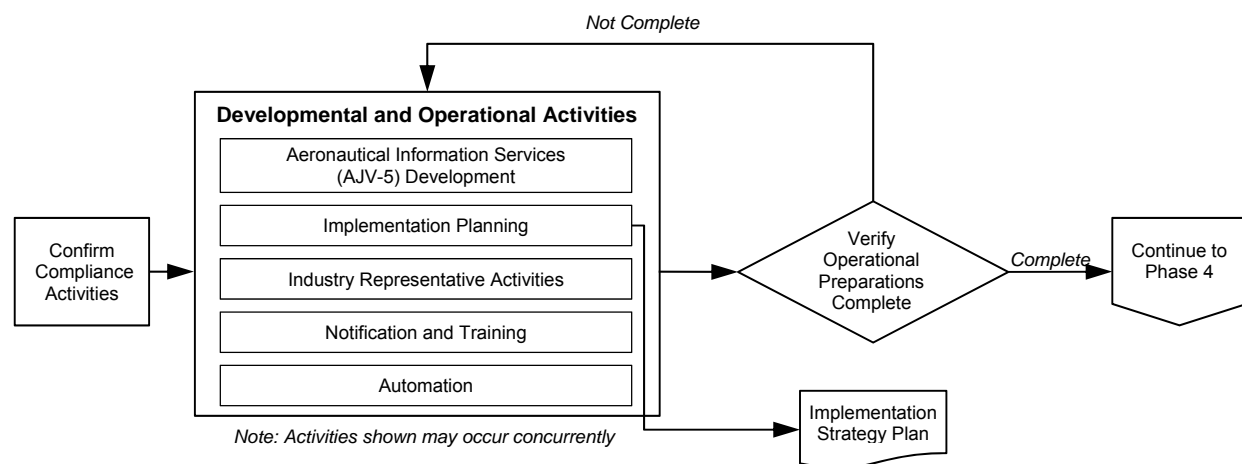 Not Complete
Developmental and Operational Activities
Aeronautical Information Services
(AJV-5) Development
Implementation Planning
Industry Representative Activities
Notification and Training
Automation
Note: Activities shown may occur concurrently
Confirm
Compliance
Activities
Verify
Operational
Preparations
Complete
Complete
Continue to
Phase 4
Implementation
Strategy Plan